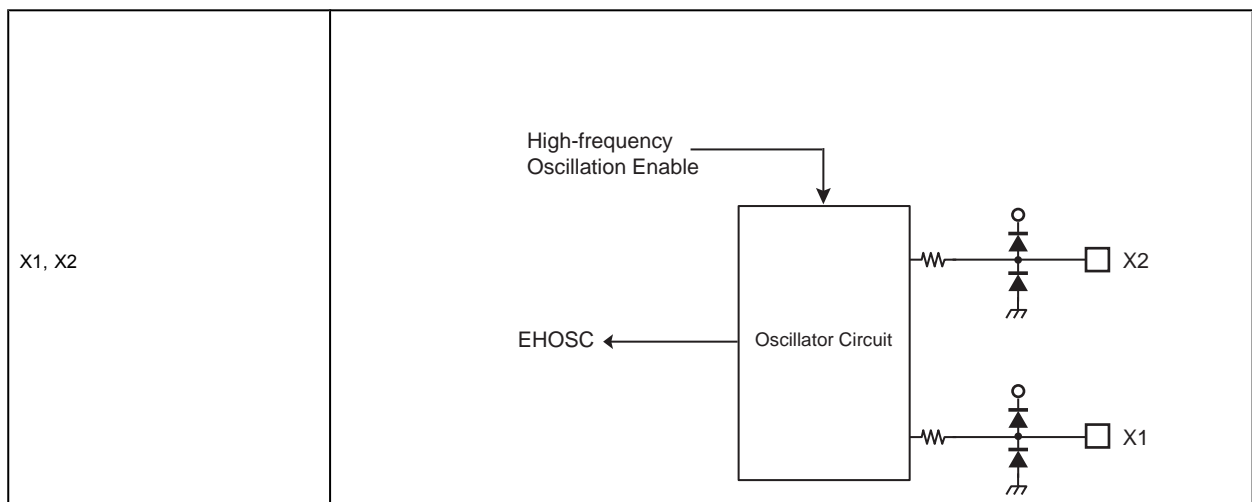 High-frequency
Oscillation Enable
X1, X2
X2
EHOSC
Oscillator Circuit
X1